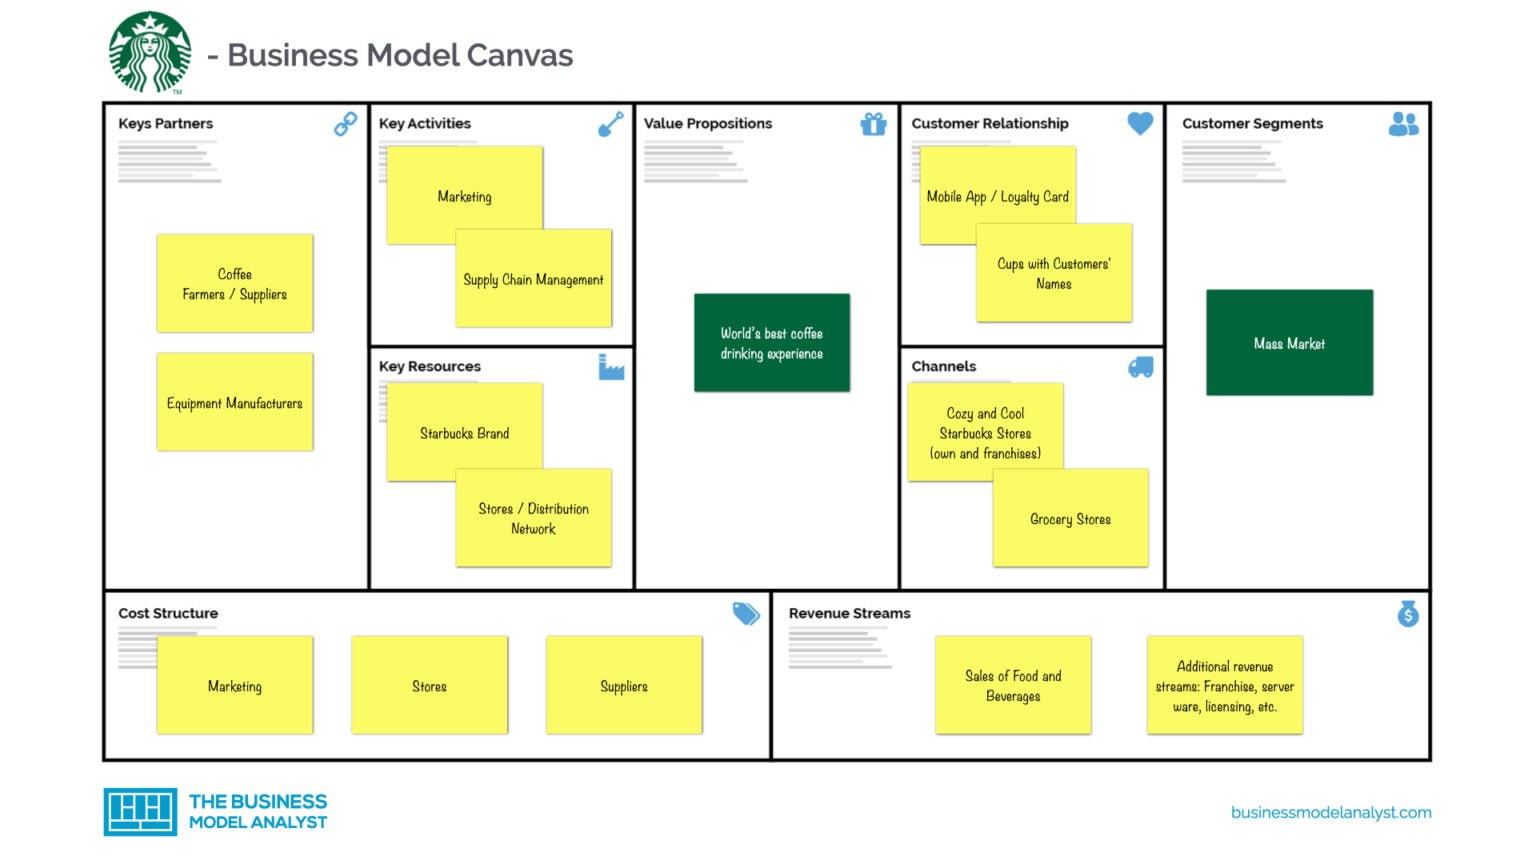 - Business Model Canvas
TM
Keys Partners
Coffee
Farmers / Suppliers
Equipment Manufacturers
Key Activities
Marketing
Supply Chain Management
Key Resources
Starbucks Brand
Stores / Distribution
Network
Value Propositions
World's best coffee
drinking experience
Customer Relationship
Mobile App / Loyalty Card
Cups with Customers'
Names
Channels
Cozy and Cool
Starbucks Stores
(own and franchises)
Grocery Stores
Customer Segments
Mass Market
Cost Structure
Marketing
Stores
Suppliers
Revenue Streams
$
Sales of Food and
Beverages
Additional revenue
streams: Franchise, server
ware, licensing, etc.
THE BUSINESS
MODEL ANALYST
businessmodelanalyst.com